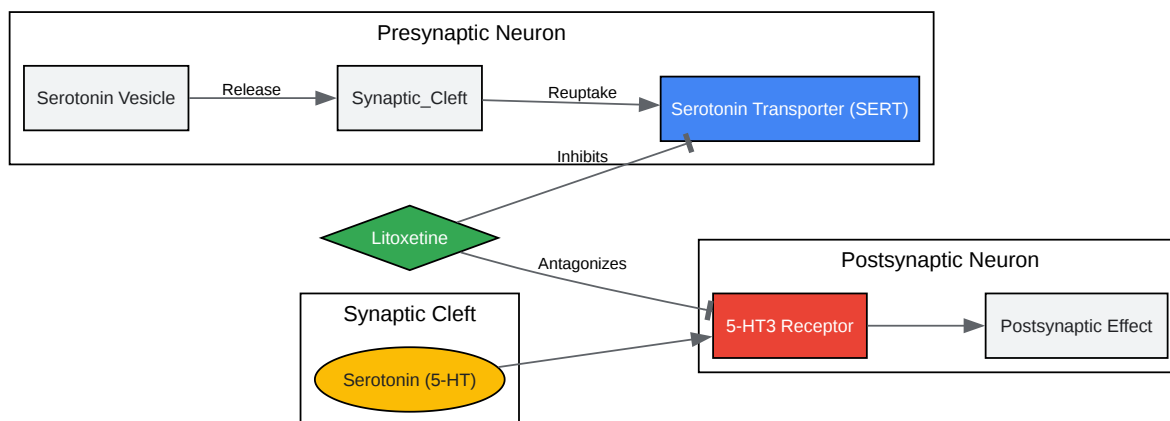 Presynaptic Neuron
Serotonin Vesicle
Release
Synaptic_Cleft
Reuptake
Serotonin Transporter (SERT)
Inhibits
Litoxetine
Antagonizes
Postsynaptic Neuron
5-HT3 Receptor
Postsynaptic Effect
Synaptic Cleft
Serotonin (5-HT)